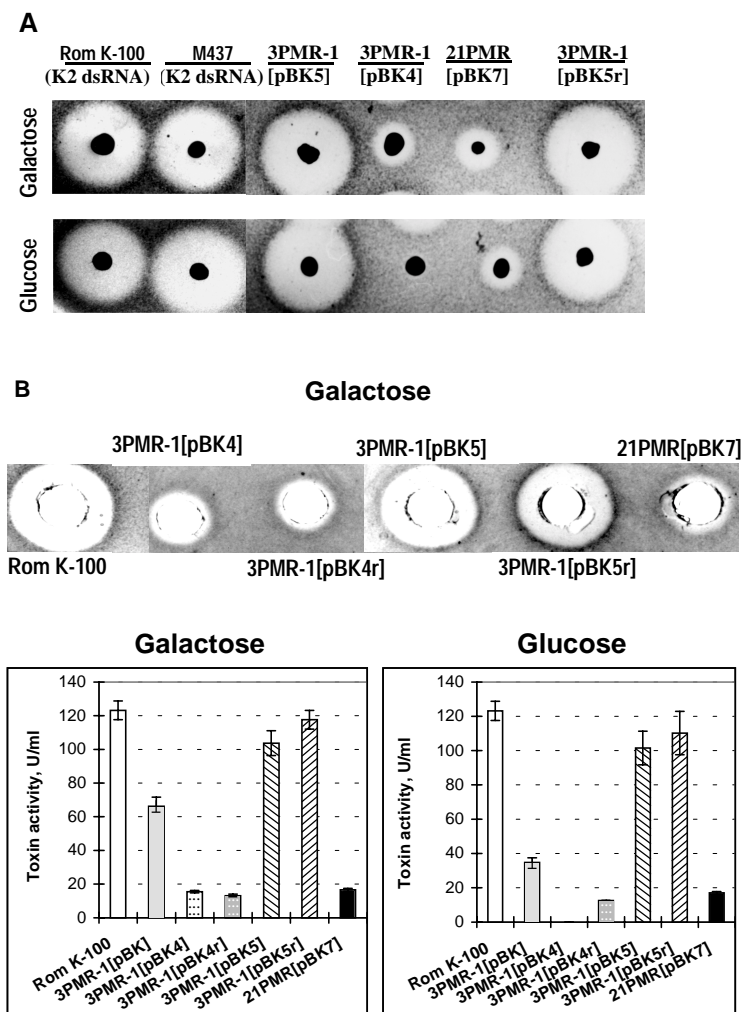 A
Rom K-100 M437 3PMR-1 3PMR-1 21PMR 3PMR-1
(K2 dsRNA) (K2 dsRNA) [pBK5] [pBK4] [pBK7] [pBK5r]
Galactose
Glucose
B
Galactose
3PMR-1[pBK4] 3PMR-1[pBK5] 21PMR[pBK7]
Rom K-100 3PMR-1[pBK4r] 3PMR-1[pBK5r]
Galactose
Toxin activity, U/ml
140
120
100
80
60
40
20
0
Rom K-100
3PMR-1[pBK]
3PMR-1[pBK4]
3PMR-1[pBK4r]
3PMR-1[pBK5]
3PMR-1[pBK5r]
21PMR[pBK7]
Glucose
Toxin activity, U/ml
140
120
100
80
60
40
20
0
Rom K-100
3PMR-1[pBK]
3PMR-1[pBK4]
3PMR-1[pBK4r]
3PMR-1[pBK5]
3PMR-1[pBK5r]
21PMR[pBK7]